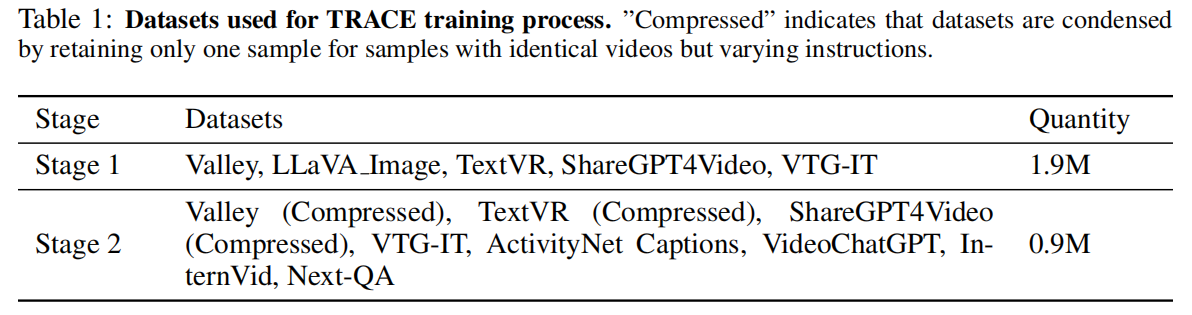 Table 1: Datasets used for TRACE training process. ”Compressed” indicates that datasets are condensed
by retaining only one sample for samples with identical videos but varying instructions.
Stage Datasets Quantity
Stage 1 Valley, LLaVA_Image, TextVR, ShareGPT4Video, VTG-IT 1.9M
Valley (Compressed), TextVR (Compressed), ShareGPT4Video
Stage 2 (Compressed), VTG-IT, ActivityNet Captions, VideoChatGPT, In- 0.9M
ternVid, Next-QA